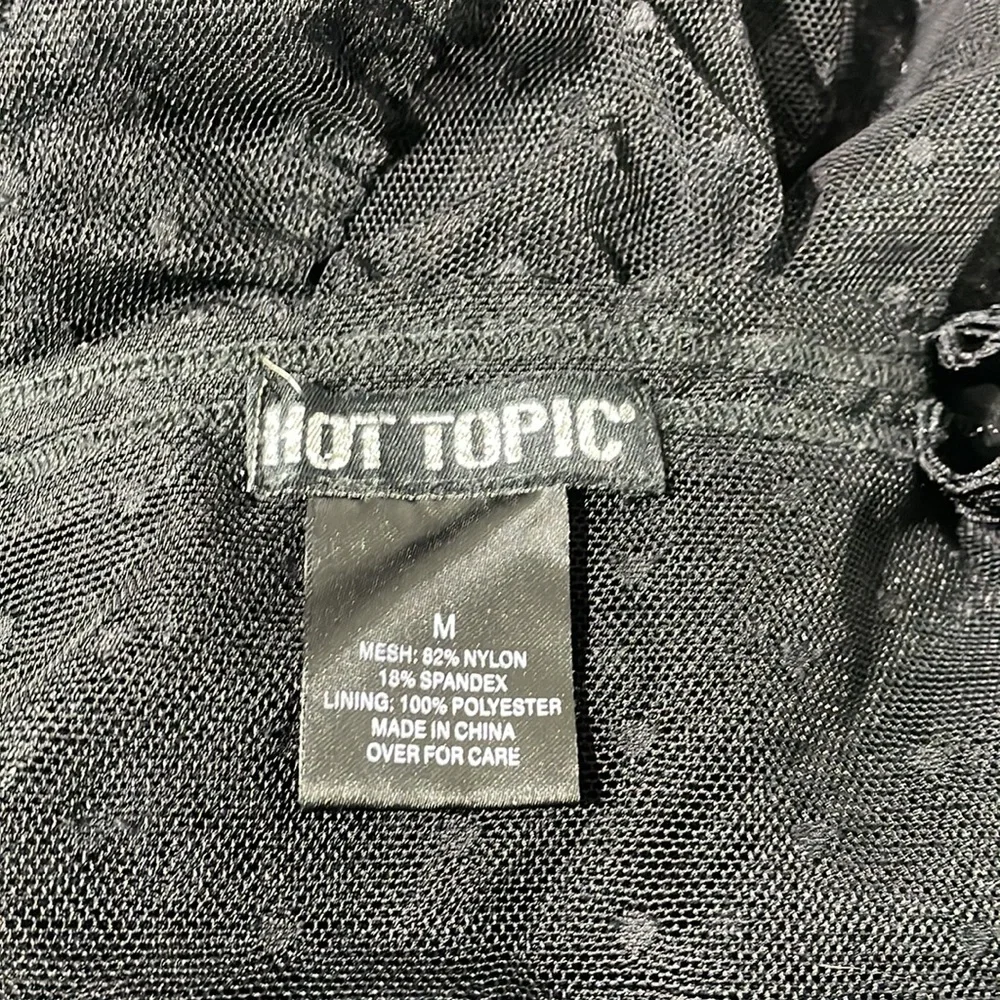 HOT TOPIC®
M
MESH: 82% NYLON
18% SPANDEX
LINING: 100% POLYESTER
MADE IN CHINA
OVER FOR CARE